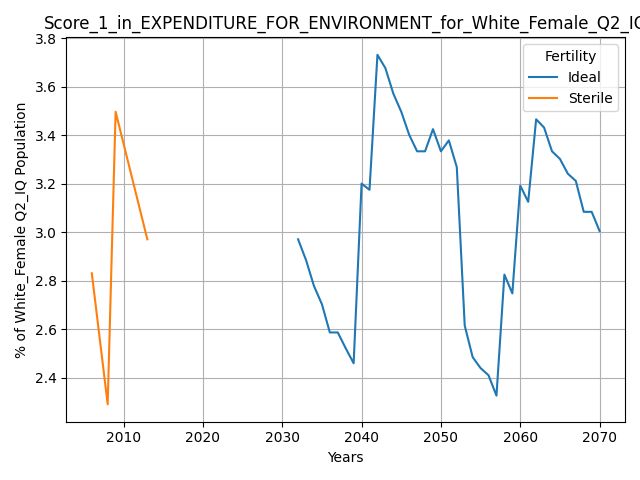 Score_1_in_EXPENDITURE_FOR_ENVIRONMENT_for_White_Female_Q2_IQ
Fertility
Ideal
Sterile
% of White_Female Q2_IQ Population
3.8
3.6
3.4
3.2
3.0
2.8
2.6
2.4
2010 2020 2030 2040 2050 2060 2070
Years